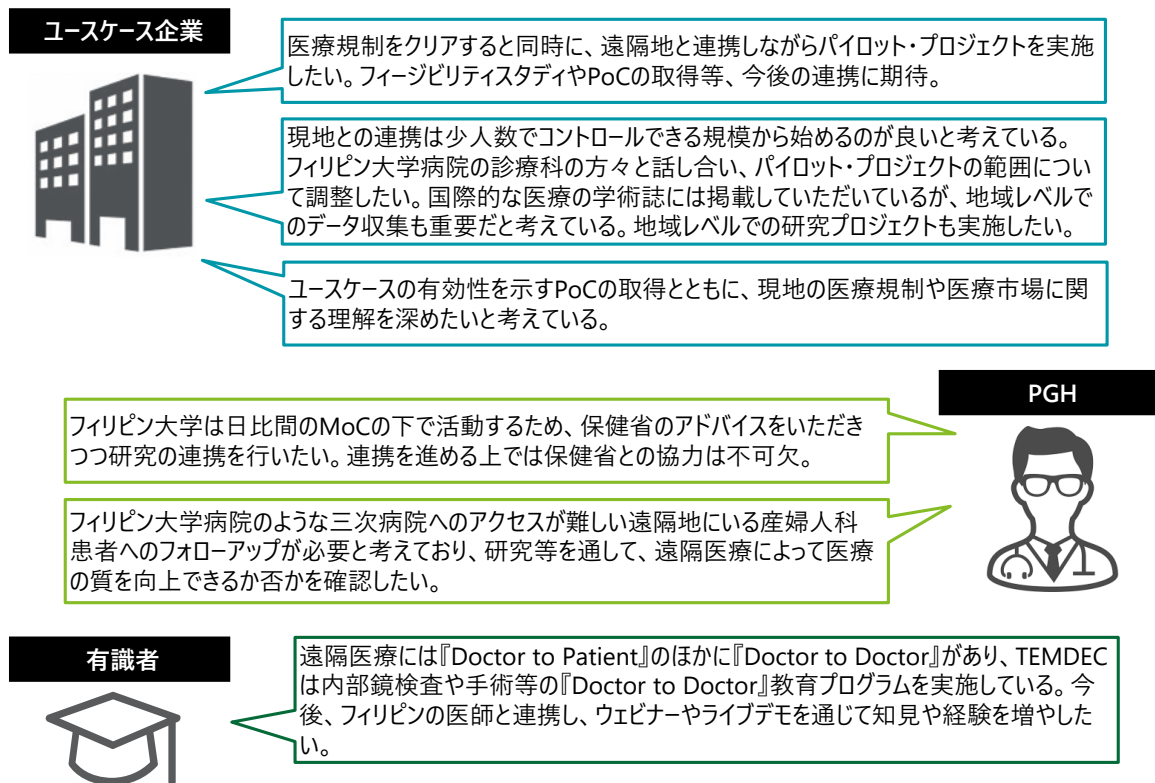 ユースケース企業
医療規制をクリアすると同時に、遠隔地と連携しながらパイロット・プロジェクトを実施
したい。フィージビリティスタディやPoCの取得等、今後の連携に期待。
現地との連携は少人数でコントロールできる規模から始めるのが良いと考えている。
フィリピン大学病院の診療科の方々と話し合い、パイロット・プロジェクトの範囲につい
て調整したい。国際的な医療の学術誌には掲載していただいているが、地域レベルで
のデータ収集も重要だと考えている。地域レベルでの研究プロジェクトも実施したい。
ユースケースの有効性を示すPoCの取得とともに、現地の医療規制や医療市場に関
する理解を深めたいと考えている。
PGH
フィリピン大学は日比間のMoCの下で活動するため、保健省のアドバイスをいただき
つつ研究の連携を行いたい。連携を進める上では保健省との協力は不可欠。
フィリピン大学病院のような三次病院へのアクセスが難しい遠隔地にいる産婦人科
患者へのフォローアップが必要と考えており、研究等を通して、遠隔医療によって医療
の質を向上できるか否かを確認したい。
有識者
遠隔医療には『Doctor to Patient』のほかに『Doctor to Doctor』があり、TEMDEC
は内部鏡検査や手術等の『Doctor to Doctor』教育プログラムを実施している。今
後、フィリピンの医師と連携し、ウェビナーやライブデモを通じて知見や経験を増やした
い。